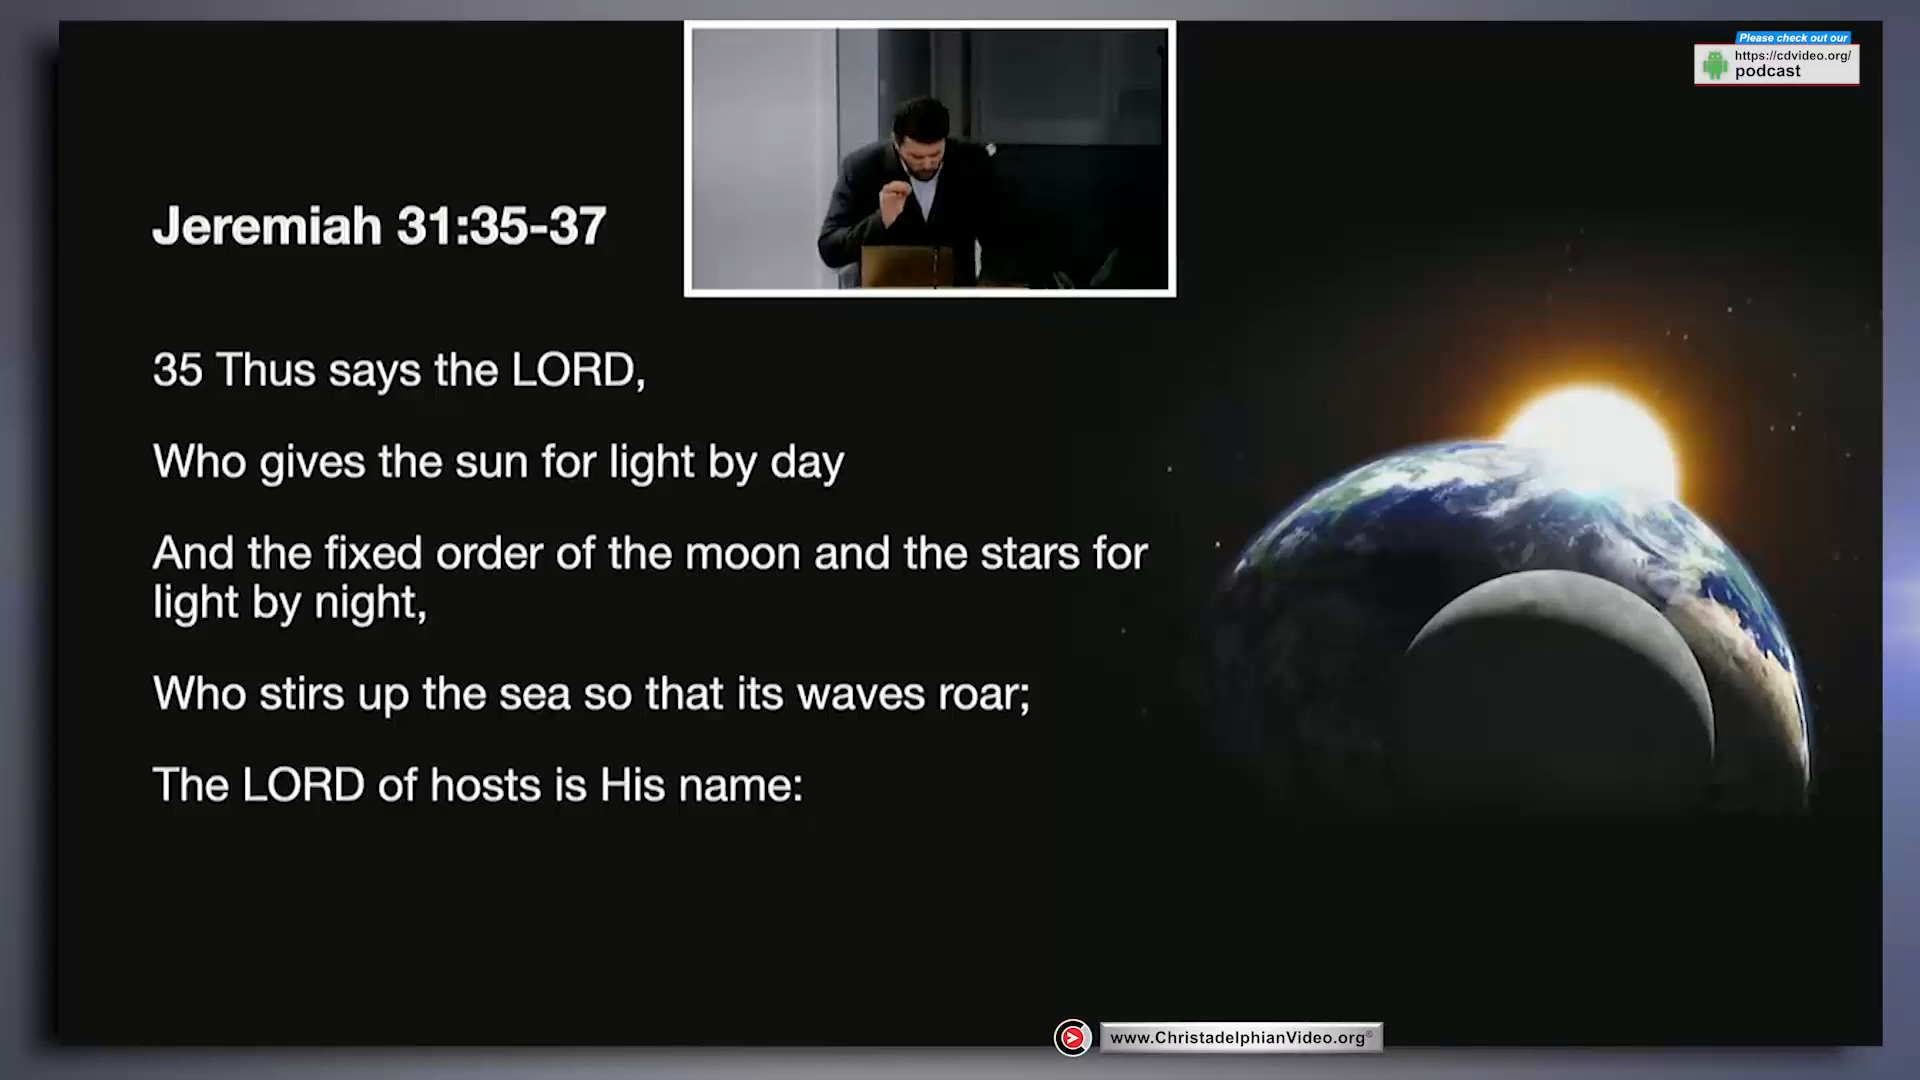 Please check out our
https://cdvideo.org/
podcast
Jeremiah 31:35-37
35 Thus says the LORD,
Who gives the sun for light by day
And the fixed order of the moon and the stars for
light by night,
Who stirs up the sea so that its waves roar;
The LORD of hosts is His name:
www.ChristadelphianVideo.org®